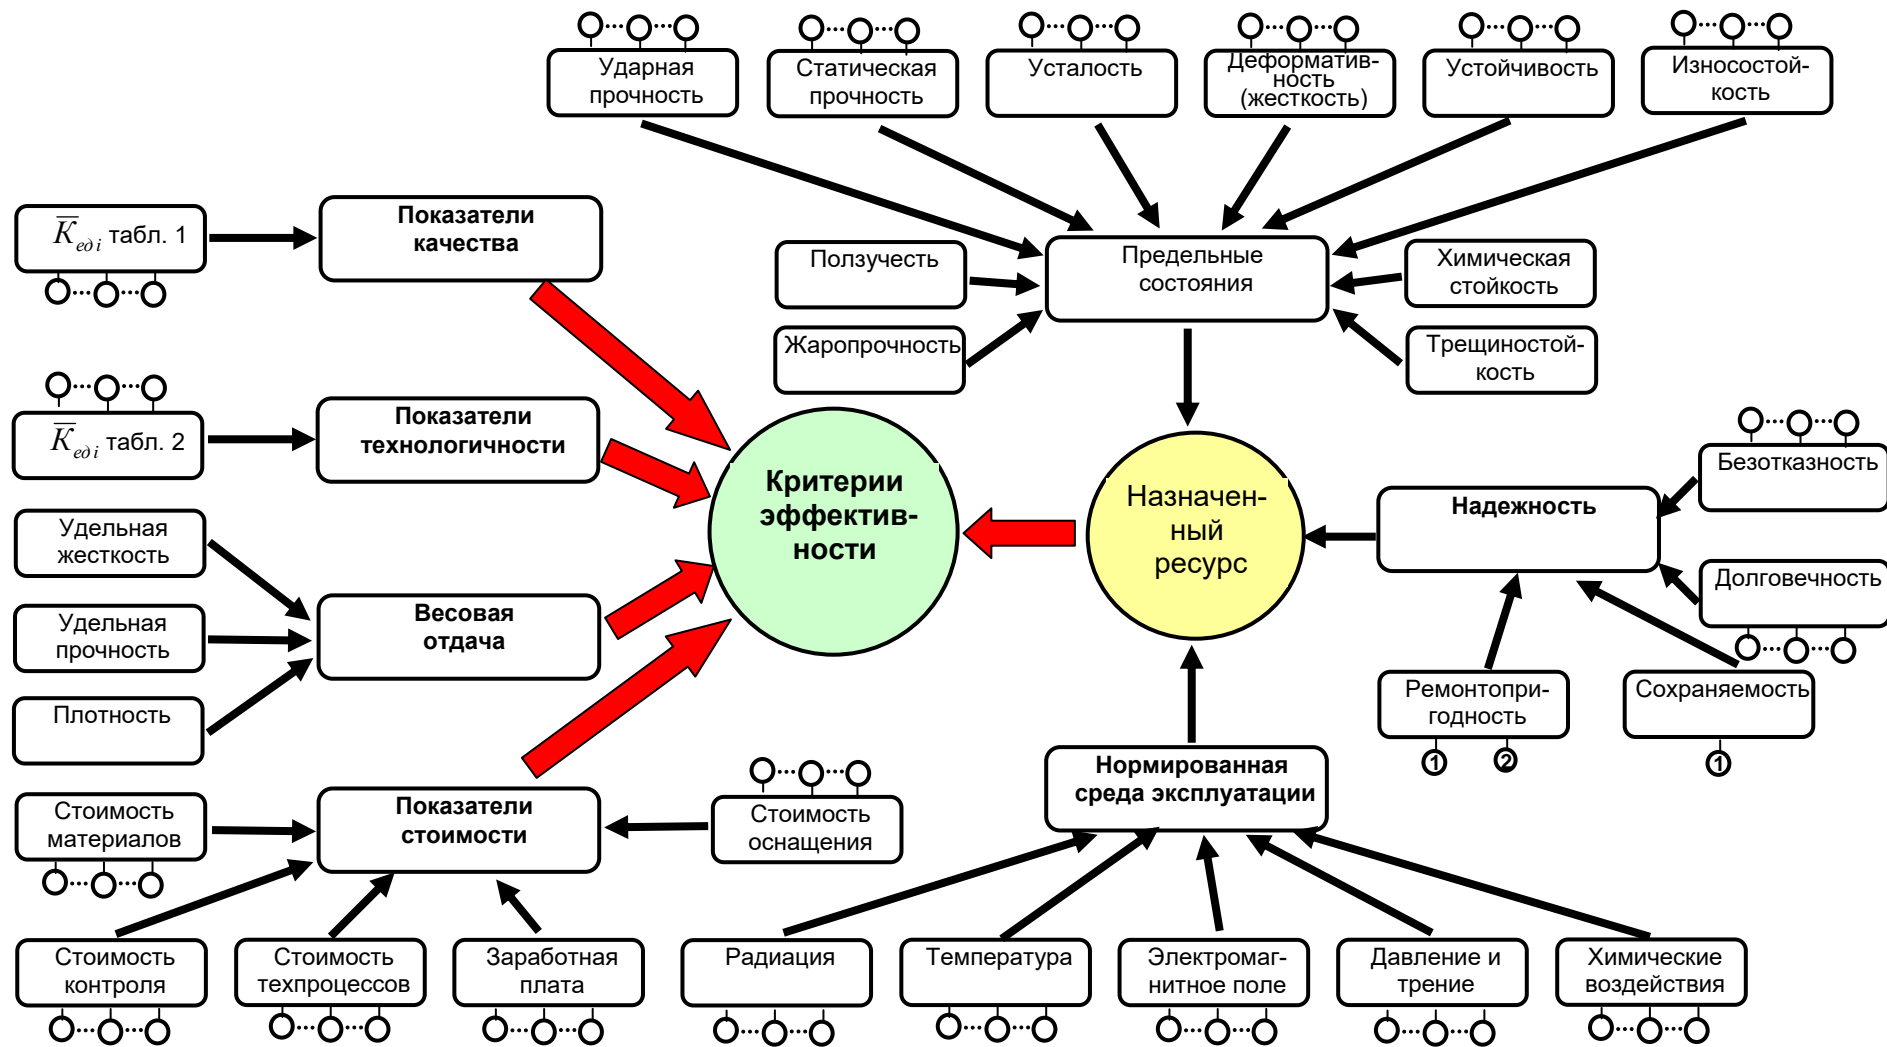 Ударная
прочность
Статическая
прочность
Усталость
Деформатив-
ность
(жесткость)
Устойчивость
Износостой-
кость
K̅едi табл. 1
Показатели
качества
Ползучесть
Предельные
состояния
Химическая
стойкость
Жаропрочность
Трещиностой-
кость
K̅едi табл. 2
Показатели
технологичности
Критерии
эффектив-
ности
Назначен-
ный
ресурс
Надежность
Безотказность
Долговечность
Удельная
жесткость
Удельная
прочность
Плотность
Весовая
отдача
Ремонтопри-
годность
1
2
Сохраняемость
1
Нормированная
среда эксплуатации
Стоимость
материалов
Показатели
стоимости
Стоимость
оснащения
Стоимость
контроля
Стоимость
техпроцессов
Заработная
плата
Радиация
Температура
Электромаг-
нитное поле
Давление и
трение
Химические
воздействия